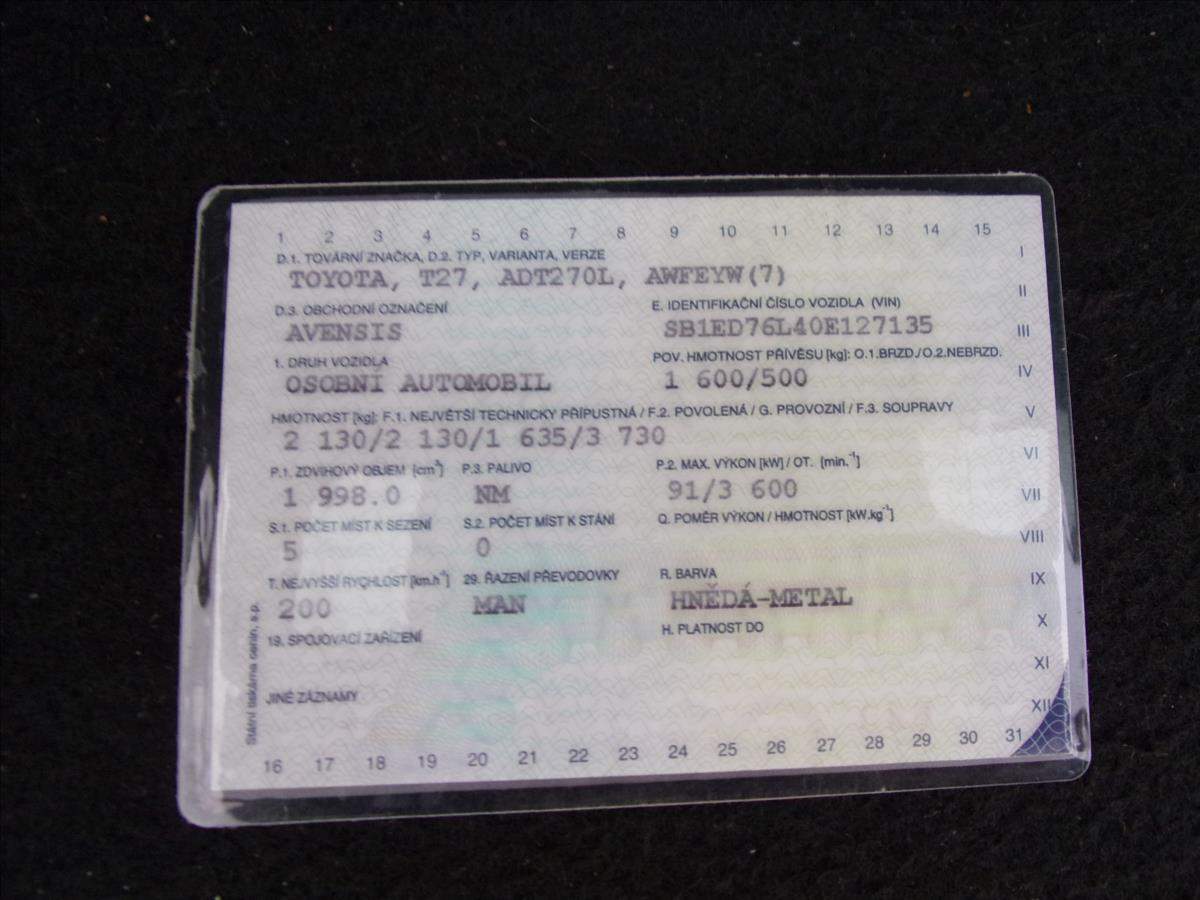 1 2 3 4 5 6 7 8 9 10 11 12 13 14 15
I
D.1. TOVÁRNÍ ZNAČKA, D.2. TYP, VARIANTA, VERZE
TOYOTA, T27, ADT270L, AWFEYW(7)
II
D.3. OBCHODNÍ OZNAČENÍ E. IDENTIFIKAČNÍ ČÍSLO VOZIDLA (VIN)
AVENSIS SB1ED76L40E127135
III
1. DRUH VOZIDLA POV. HMOTNOST PŘÍVĚSU [kg]: O.1.BRZD./O.2.NEBRZD.
OSOBNÍ AUTOMOBIL 1 600/500
IV
HMOTNOST [kg]: F.1. NEJVĚTŠÍ TECHNICKY PŘÍPUSTNÁ / F.2. POVOLENÁ / G. PROVOZNÍ / F.3. SOUPRAVY
V
2 130/2 130/1 635/3 730
VI
P.1. ZDVIHOVÝ OBJEM [cm³] P.3. PALIVO P.2. MAX. VÝKON [kW] / OT. [min.⁻¹]
1 998.0 NM 91/3 600
VII
S.1. POČET MÍST K SEZENÍ S.2. POČET MÍST K STÁNÍ Q. POMĚR VÝKON / HMOTNOST [kW.kg⁻¹]
5 0
VIII
T. NEJVYŠŠÍ RYCHLOST [km.h⁻¹] 29. ŘAZENÍ PŘEVODOVKY R. BARVA
IX
200 MAN HNĚDÁ-METAL
X
19. SPOJOVACÍ ZAŘÍZENÍ H. PLATNOST DO
XI
JINÉ ZÁZNAMY
XII
16 17 18 19 20 21 22 23 24 25 26 27 28 29 30 31
Státní tiskárna cenin, s.p.